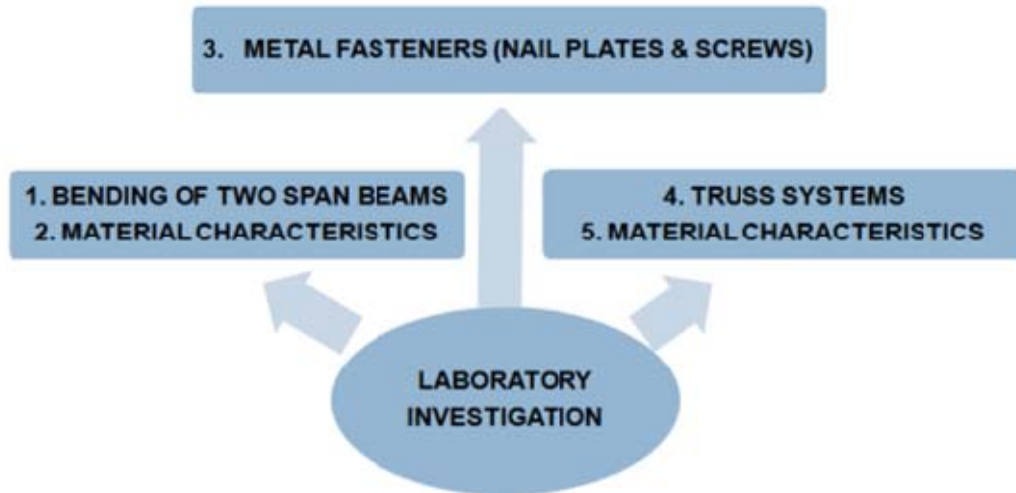 3. METAL FASTENERS (NAIL PLATES & SCREWS)
1. BENDING OF TWO SPAN BEAMS
2. MATERIAL CHARACTERISTICS
4. TRUSS SYSTEMS
5. MATERIAL CHARACTERISTICS
LABORATORY
INVESTIGATION